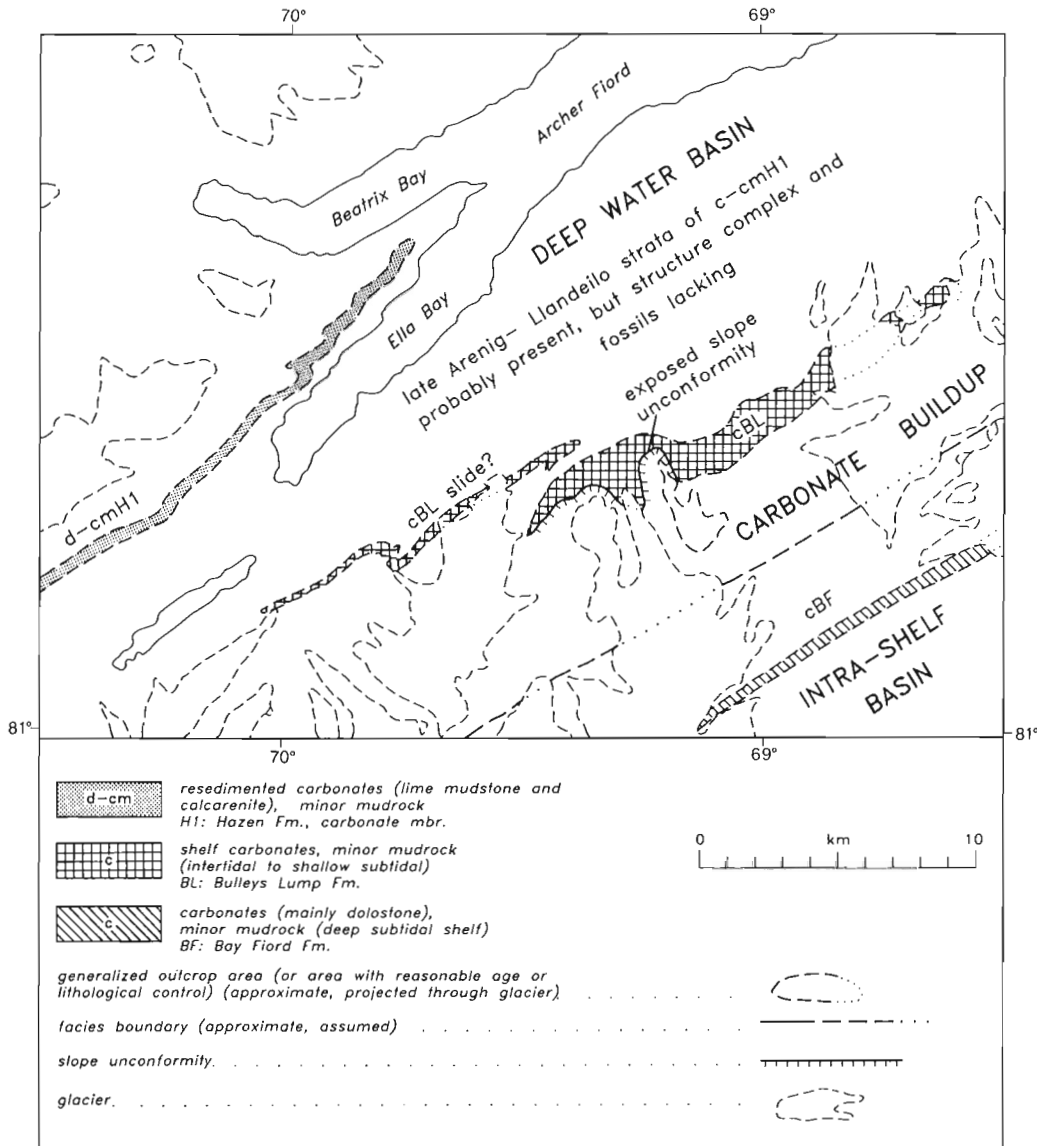 70°
69°
Archer Fiord
Beatrix Bay
DEEP WATER BASIN
late Arenig- Llandeilo strata of c-cmH1
probably present, but structure complex and
fossils lacking
Ella Bay
exposed slope
unconformity
cBL
BUILDUP
CARBONATE
cBL slide?
d-cmH1
cBF
INTRA-SHELF
BASIN
81°
81°
70°
69°
d-cm
resedimented carbonates (lime mudstone and
calcarenite), minor mudrock
H1: Hazen Fm., carbonate mbr.
0 km 10
c
shelf carbonates, minor mudrock
(intertidal to shallow subtidal)
BL: Bulleys Lump Fm.
c
carbonates (mainly dolostone),
minor mudrock (deep subtidal shelf)
BF: Bay Fiord Fm.
generalized outcrop area (or area with reasonable age or
lithological control) (approximate, projected through glacier)
facies boundary (approximate, assumed)
slope unconformity
glacier